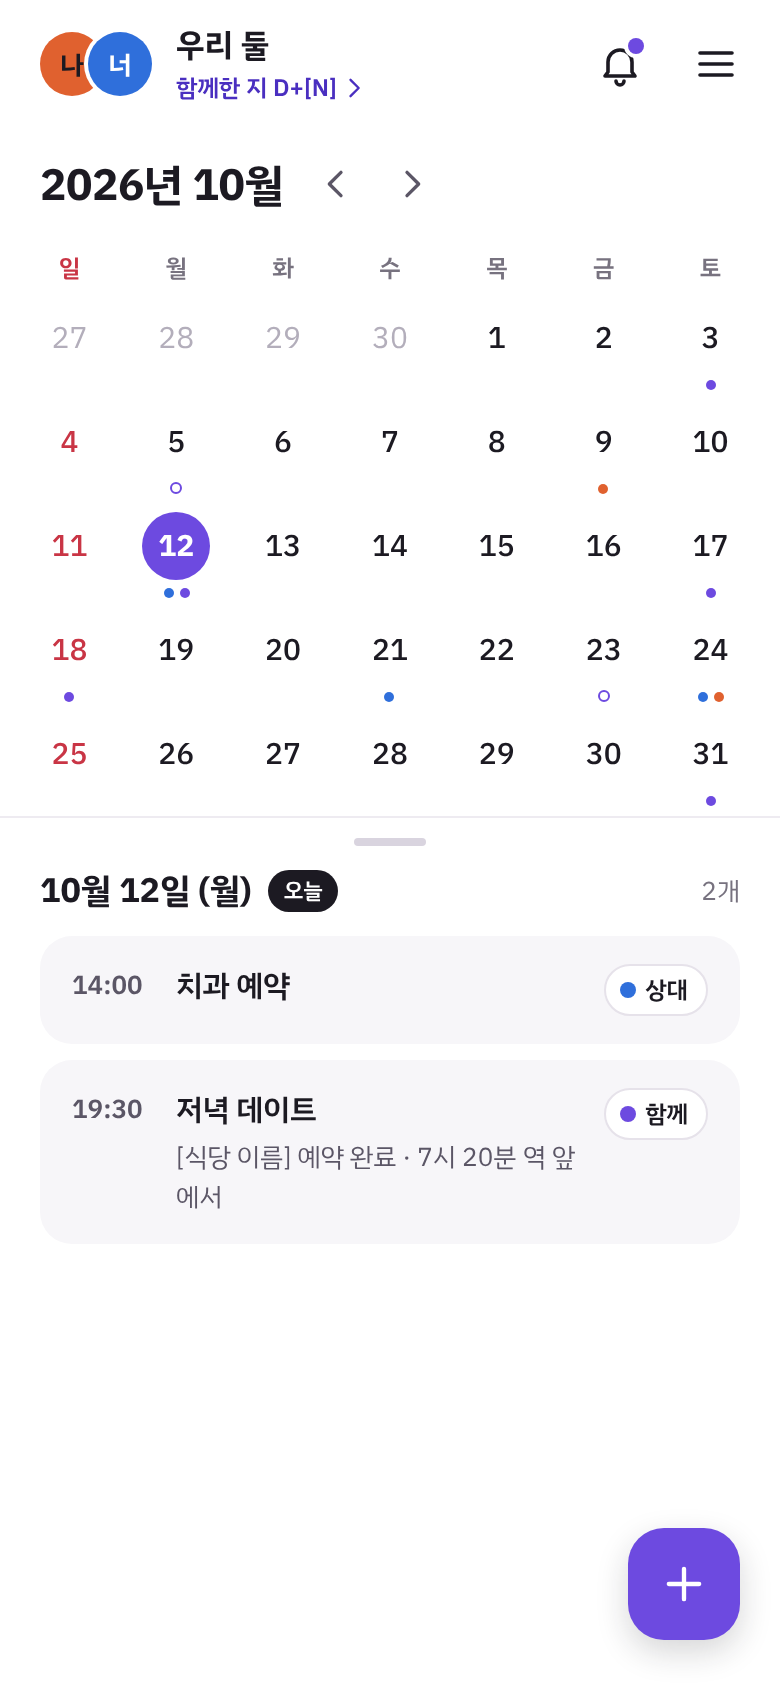 나 너 우리 둘
함께한 지 D+[N]
2026년 10월
일 월 화 수 목 금 토
27 28 29 30 1 2 3
4 5 6 7 8 9 10
11 12 13 14 15 16 17
18 19 20 21 22 23 24
25 26 27 28 29 30 31
10월 12일 (월) 오늘 2개
14:00 치과 예약 상대
19:30 저녁 데이트 함께
[식당 이름] 예약 완료 · 7시 20분 역 앞
에서